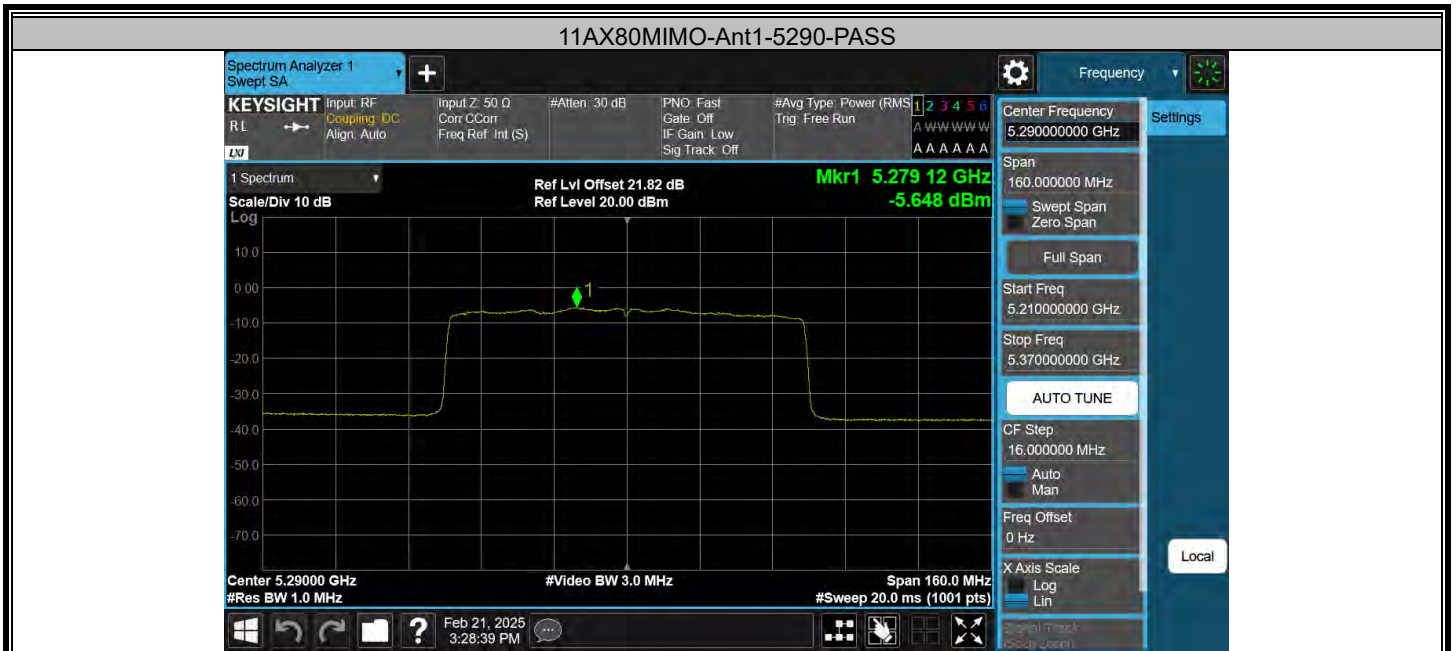 11AX80MIMO-Ant1-5290-PASS
Spectrum Analyzer 1
Swept SA
Frequency
KEYSIGHT
RL
LXI
Input: RF
Coupling: DC
Align: Auto
Input Z: 50 Ω
Corr CCorr
Freq Ref: Int (S)
#Atten: 30 dB
PNO: Fast
Gate: Off
IF Gain: Low
Sig Track: Off
#Avg Type: Power (RMS
Trig: Free Run
1 2 3 4 5 6
A W W W W W
A A A A A A
1 Spectrum
Scale/Div 10 dB
Log
Ref Lvl Offset 21.82 dB
Ref Level 20.00 dBm
Mkr1 5.279 12 GHz
-5.648 dBm
10.0
0.00
-10.0
-20.0
-30.0
-40.0
-50.0
-60.0
-70.0
1
Center 5.29000 GHz
#Res BW 1.0 MHz
#Video BW 3.0 MHz
Span 160.0 MHz
#Sweep 20.0 ms (1001 pts)
Feb 21, 2025
3:28:39 PM
Center Frequency
5.290000000 GHz
Span
160.000000 MHz
Swept Span
Zero Span
Full Span
Start Freq
5.210000000 GHz
Stop Freq
5.370000000 GHz
AUTO TUNE
CF Step
16.000000 MHz
Auto
Man
Freq Offset
0 Hz
X Axis Scale
Log
Lin
Signal Track
(Span Zoom)
Settings
Local